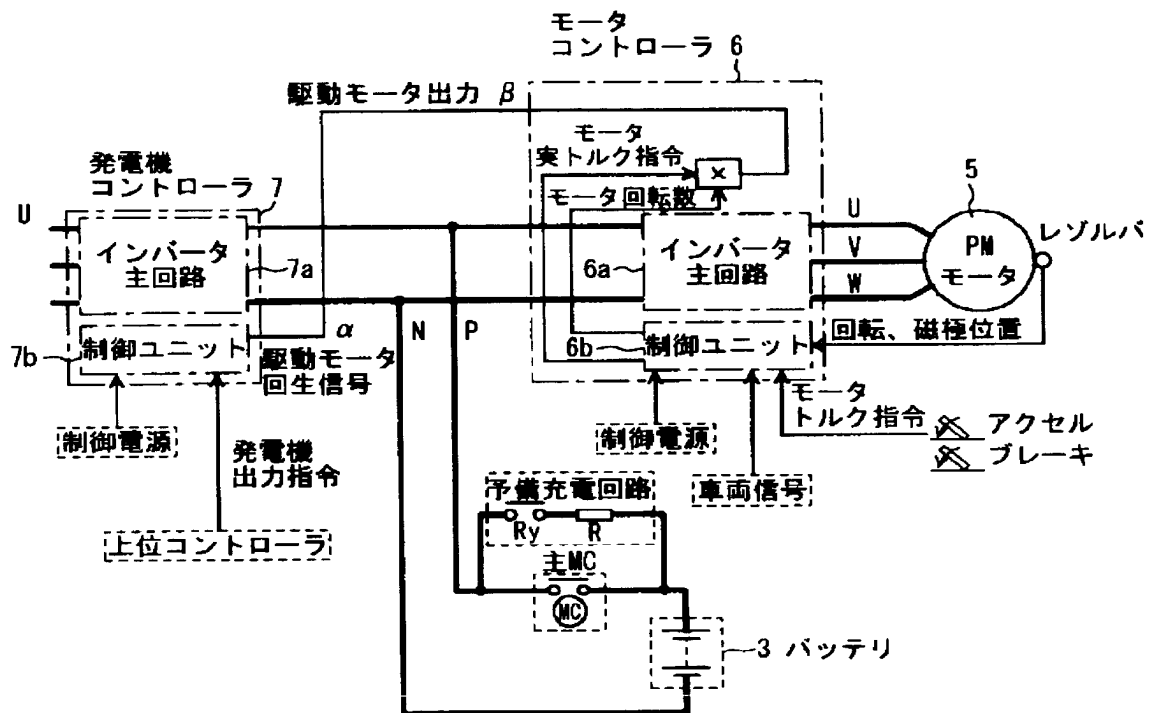 モータ
コントローラ 6
駆動モータ出力 β
モータ
実トルク指令
×
モータ回転数
発電機
コントローラ 7
U
インバータ
主回路
7a
インバータ
主回路
6a
U
V
W
5
PM
モータ
レゾルバ
回転、磁極位置
7b
制御ユニット
α
駆動モータ
回生信号
N
P
6b
制御ユニット
制御電源
発電機
出力指令
上位コントローラ
制御電源
車両信号
モータ
トルク指令
アクセル
ブレーキ
予備充電回路
Ry
R
主MC
MC
3 バッテリ